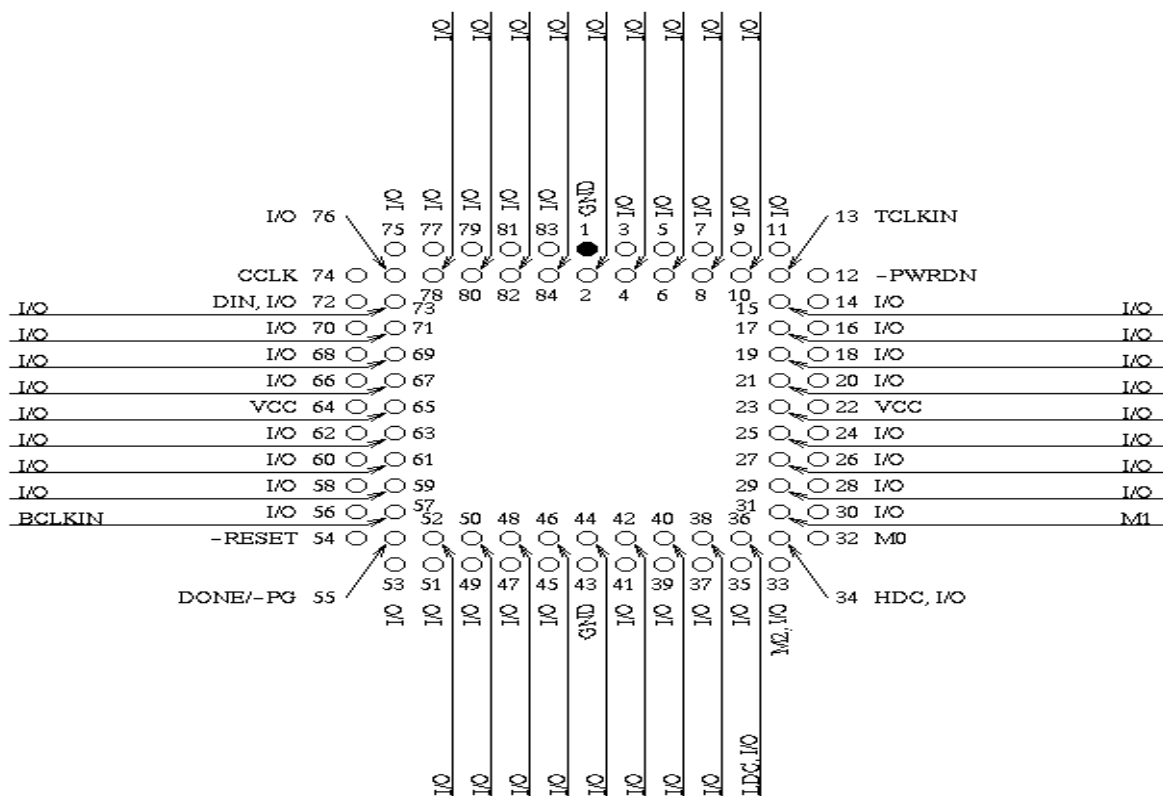 I/O I/O I/O I/O I/O I/O I/O I/O I/O
I/O I/O I/O I/O I/O GND I/O I/O I/O I/O I/O
I/O 76 75 77 79 81 83 1 3 5 7 9 11 13 TCLKIN
CCLK 74 12 -PWRDN
78 80 82 84 2 4 6 8 10
DIN, I/O 72 73 15 14 I/O
I/O I/O
I/O 70 71 17 16 I/O
I/O I/O
I/O 68 69 19 18 I/O
I/O I/O
I/O 66 67 21 20 I/O
I/O I/O
VCC 64 65 23 22 VCC
I/O I/O
I/O 62 63 25 24 I/O
I/O I/O
I/O 60 61 27 26 I/O
I/O I/O
I/O 58 59 29 28 I/O
I/O I/O
I/O 56 57 31 30 I/O
BCLKIN M1
52 50 48 46 44 42 40 38 36
-RESET 54 32 M0
53 51 49 47 45 43 41 39 37 35 33
DONE/-PG 55 34 HDC, I/O
I/O I/O I/O I/O I/O GND I/O I/O I/O I/O M2, I/O
I/O I/O I/O I/O I/O I/O I/O I/O LDC, I/O